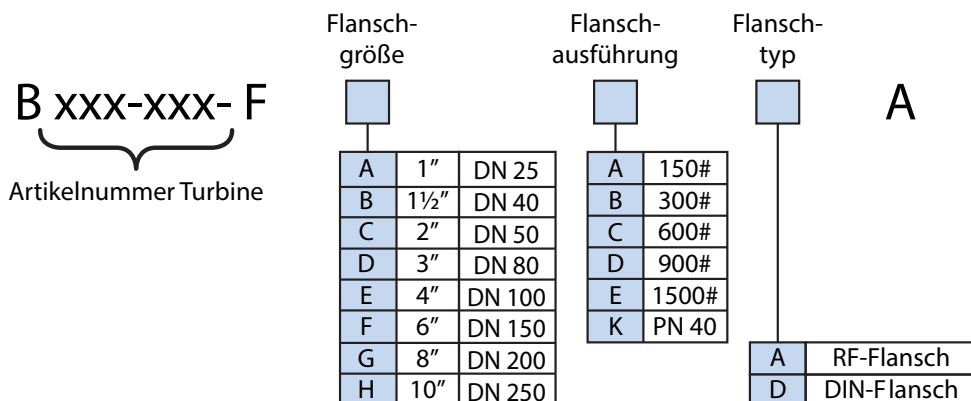 Flansch-
größe
Flansch-
ausführung
Flansch-
typ
B xxx-xxx- F
A
Artikelnummer Turbine
A 1″ DN 25
B 1½″ DN 40
C 2″ DN 50
D 3″ DN 80
E 4″ DN 100
F 6″ DN 150
G 8″ DN 200
H 10″ DN 250
A 150#
B 300#
C 600#
D 900#
E 1500#
K PN 40
A RF-Flansch
D DIN-Flansch